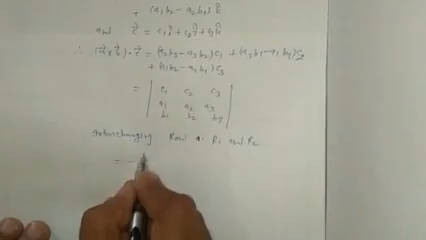 + (a₁b₂ - a₂b₁) k̂
and c⃗ = c₁î + c₂ĵ + c₃k̂
∴ (a⃗ × b⃗) · c⃗ = (a₂b₃ - a₃b₂)c₁ + (a₃b₁ - a₁b₃)c₂
+ (a₁b₂ - a₂b₁) c₃
= | c₁ c₂ c₃
a₁ a₂ a₃
b₁ b₂ b₃ |
Interchanging Row R₁ and R₂
= -